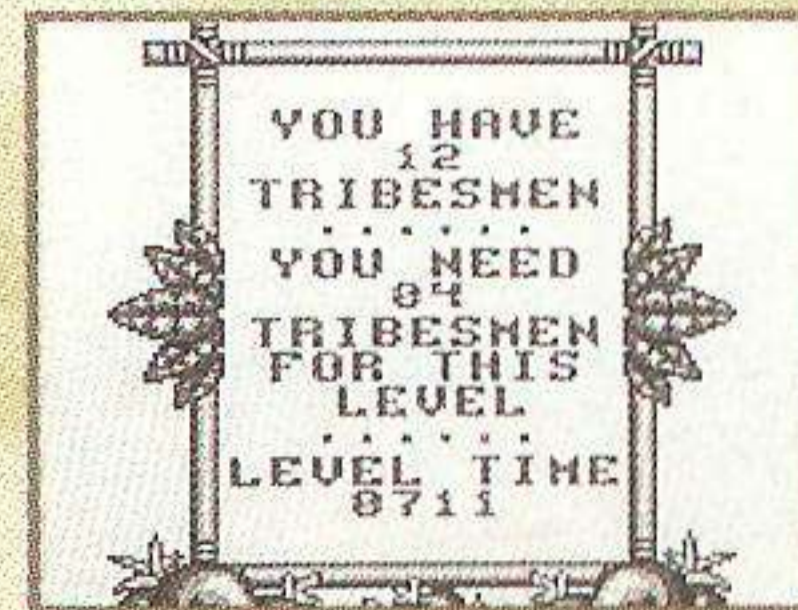 YOU HAVE
12
TRIBESMEN
......
YOU NEED
04
TRIBESMEN
FOR THIS
LEVEL
......
LEVEL TIME
0711